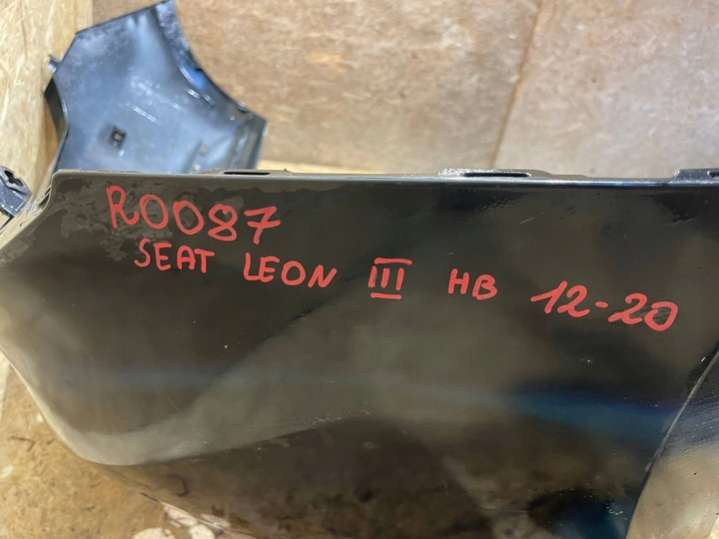 R0087
SEAT LEON III HB 12-20